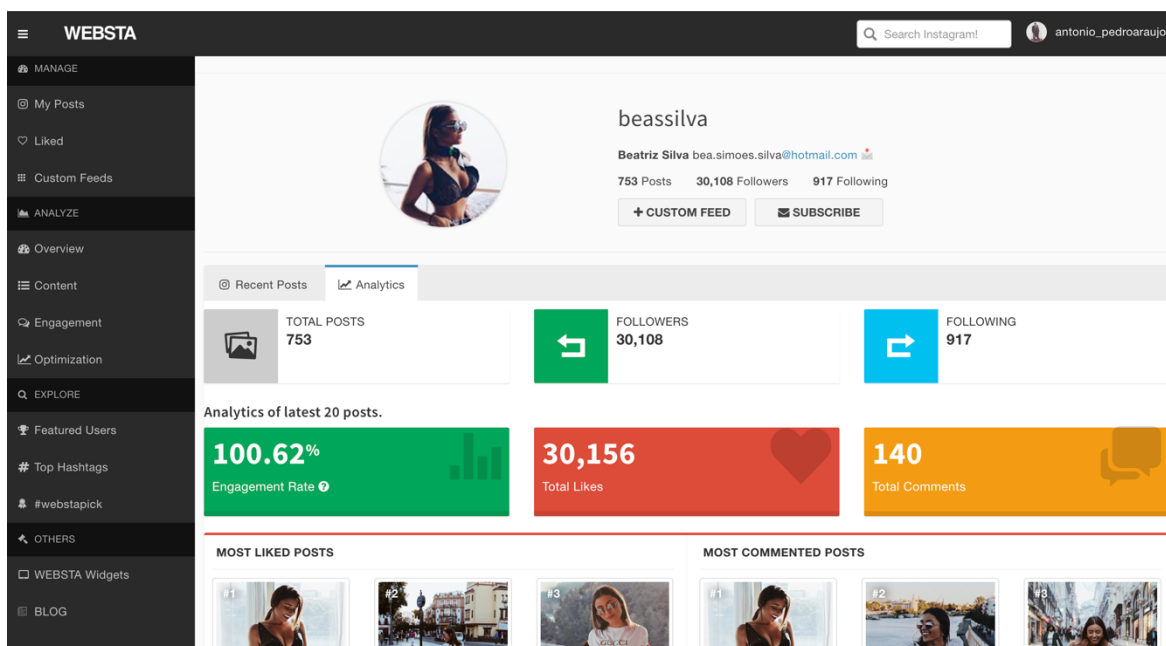 WEBSTA
Search Instagram!
antonio_pedroaraujo
MANAGE
My Posts
Liked
Custom Feeds
ANALYZE
Overview
Content
Engagement
Optimization
EXPLORE
Featured Users
# Top Hashtags
#webstapick
OTHERS
WEBSTA Widgets
BLOG
beassilva
Beatriz Silva bea.simoes.silva@hotmail.com
753 Posts 30,108 Followers 917 Following
+ CUSTOM FEED SUBSCRIBE
Recent Posts Analytics
TOTAL POSTS
753
FOLLOWERS
30,108
FOLLOWING
917
Analytics of latest 20 posts.
100.62%
Engagement Rate ?
30,156
Total Likes
140
Total Comments
MOST LIKED POSTS
#1 #2 #3
GUCCI
MOST COMMENTED POSTS
#1 #2 #3